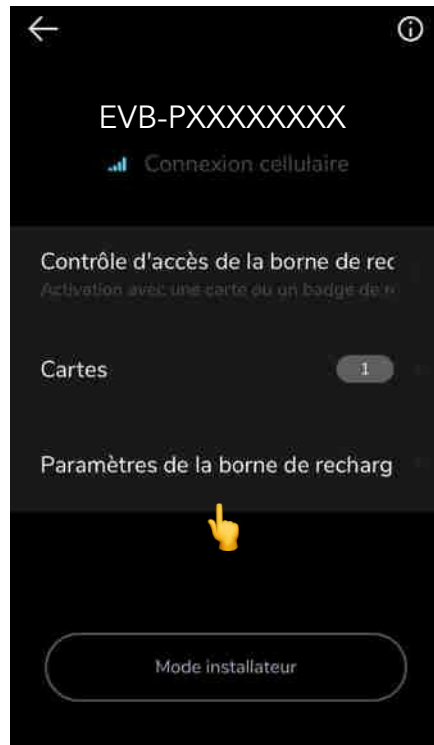 EVB-PXXXXXXXX
Connexion cellulaire
Contrôle d'accès de la borne de rec
Activation avec une carte ou un badge de r
Cartes 1
Paramètres de la borne de recharg
Mode installateur